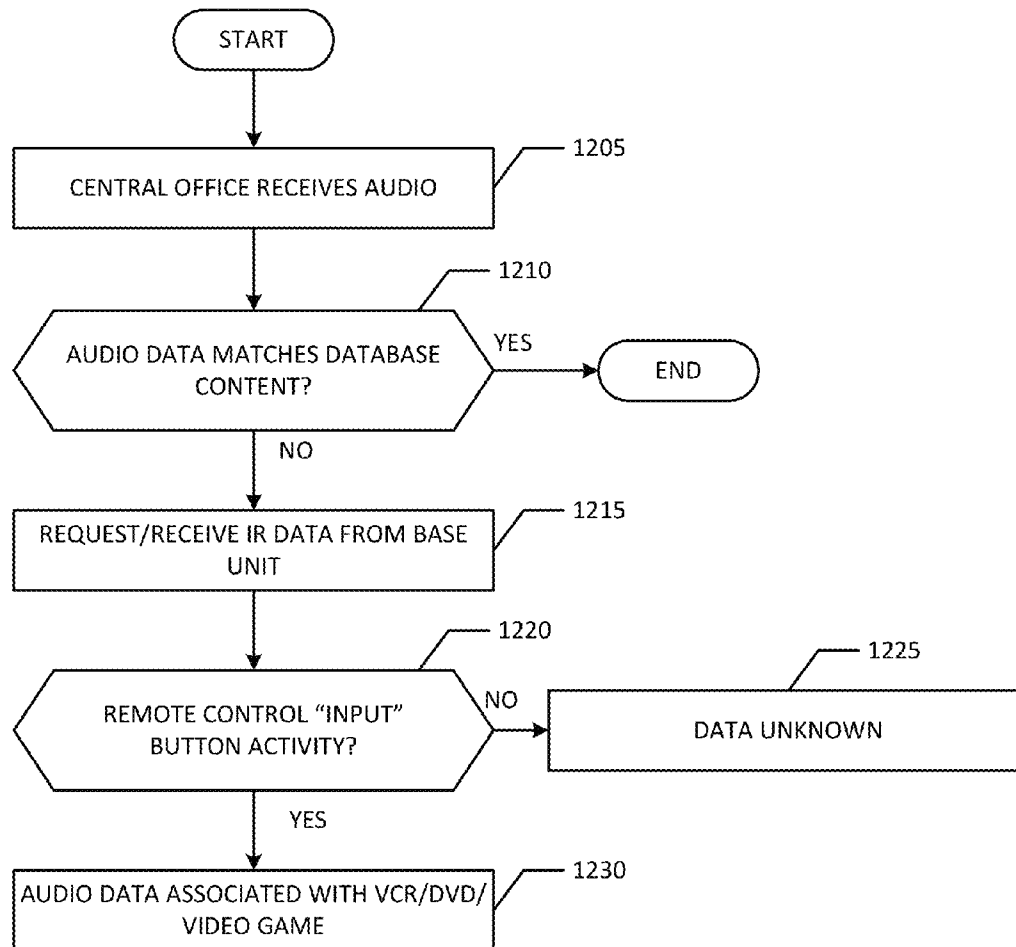 START
1205
CENTRAL OFFICE RECEIVES AUDIO
1210
AUDIO DATA MATCHES DATABASE
CONTENT?
YES
END
NO
1215
REQUEST/RECEIVE IR DATA FROM BASE
UNIT
1220
REMOTE CONTROL “INPUT”
BUTTON ACTIVITY?
NO
1225
DATA UNKNOWN
YES
1230
AUDIO DATA ASSOCIATED WITH VCR/DVD/
VIDEO GAME